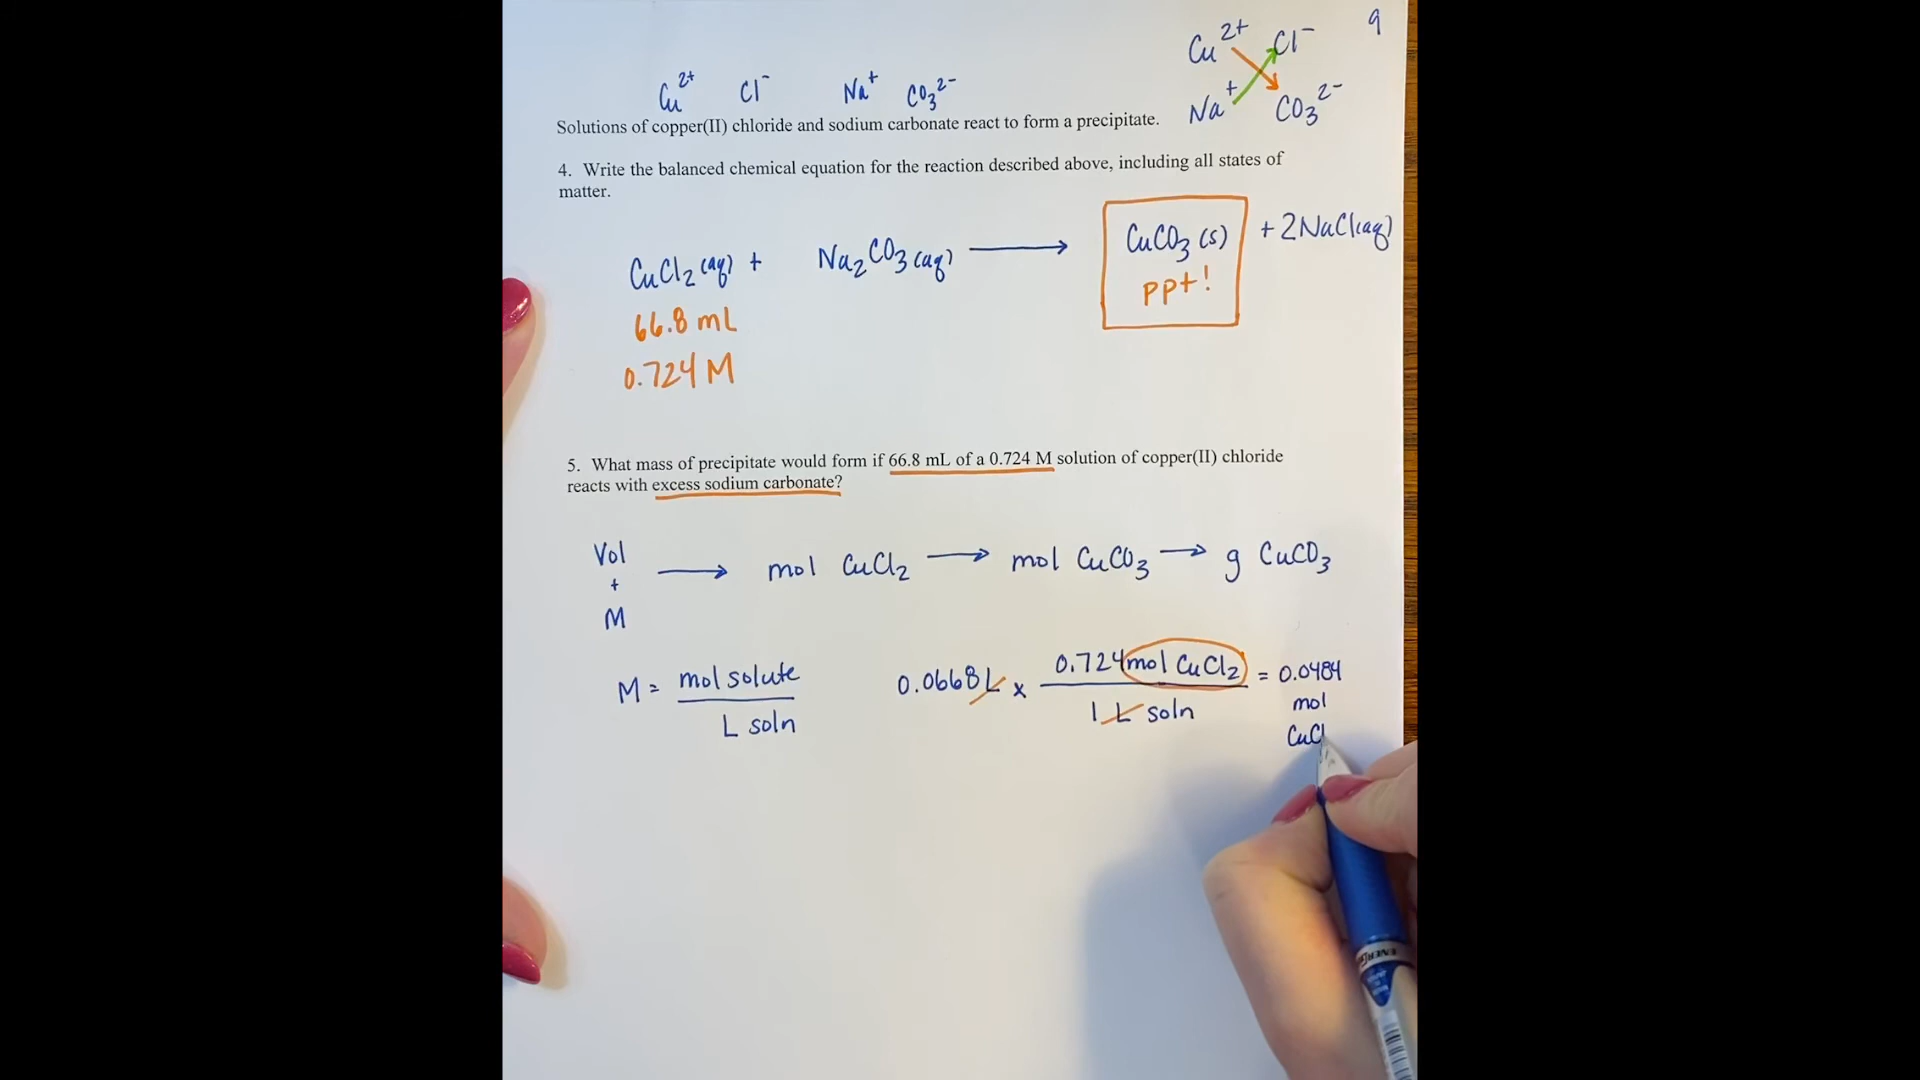 9
Cu²⁺ Cl⁻
Na⁺ CO₃²⁻
Cu²⁺ Cl⁻ Na⁺ CO₃²⁻
Solutions of copper(II) chloride and sodium carbonate react to form a precipitate.
4. Write the balanced chemical equation for the reaction described above, including all states of
matter.
CuCl₂(aq) + Na₂CO₃(aq) ⟶ CuCO₃(s) + 2NaCl(aq)
ppt!
66.8 mL
0.724 M
5. What mass of precipitate would form if 66.8 mL of a 0.724 M solution of copper(II) chloride
reacts with excess sodium carbonate?
Vol
+
M
⟶ mol CuCl₂ ⟶ mol CuCO₃ ⟶ g CuCO₃
M = mol solute
L soln
0.0668 L x 0.724 mol CuCl₂ = 0.0484
1 L soln
mol
CuCl